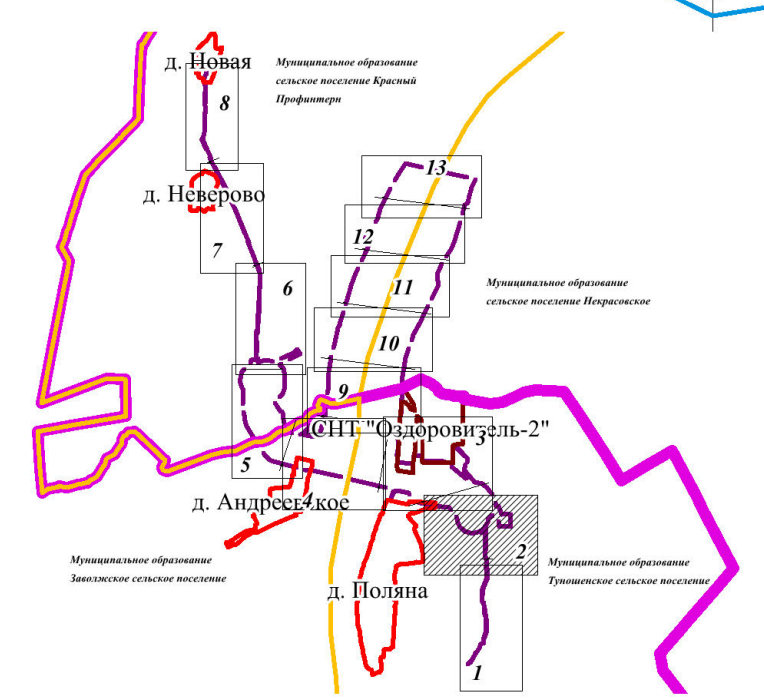 д. Новая
Муниципальное образование
сельское поселение Красный
Профинтерн
8
13
д. Неверово
12
7
6
11
Муниципальное образование
сельское поселение Некрасовское
10
9
СНТ "Оздоровитель-2"
3
5
4
д. Андреевское
2
Муниципальное образование
Заволжское сельское поселение
Муниципальное образование
Туношенское сельское поселение
д. Поляна
1